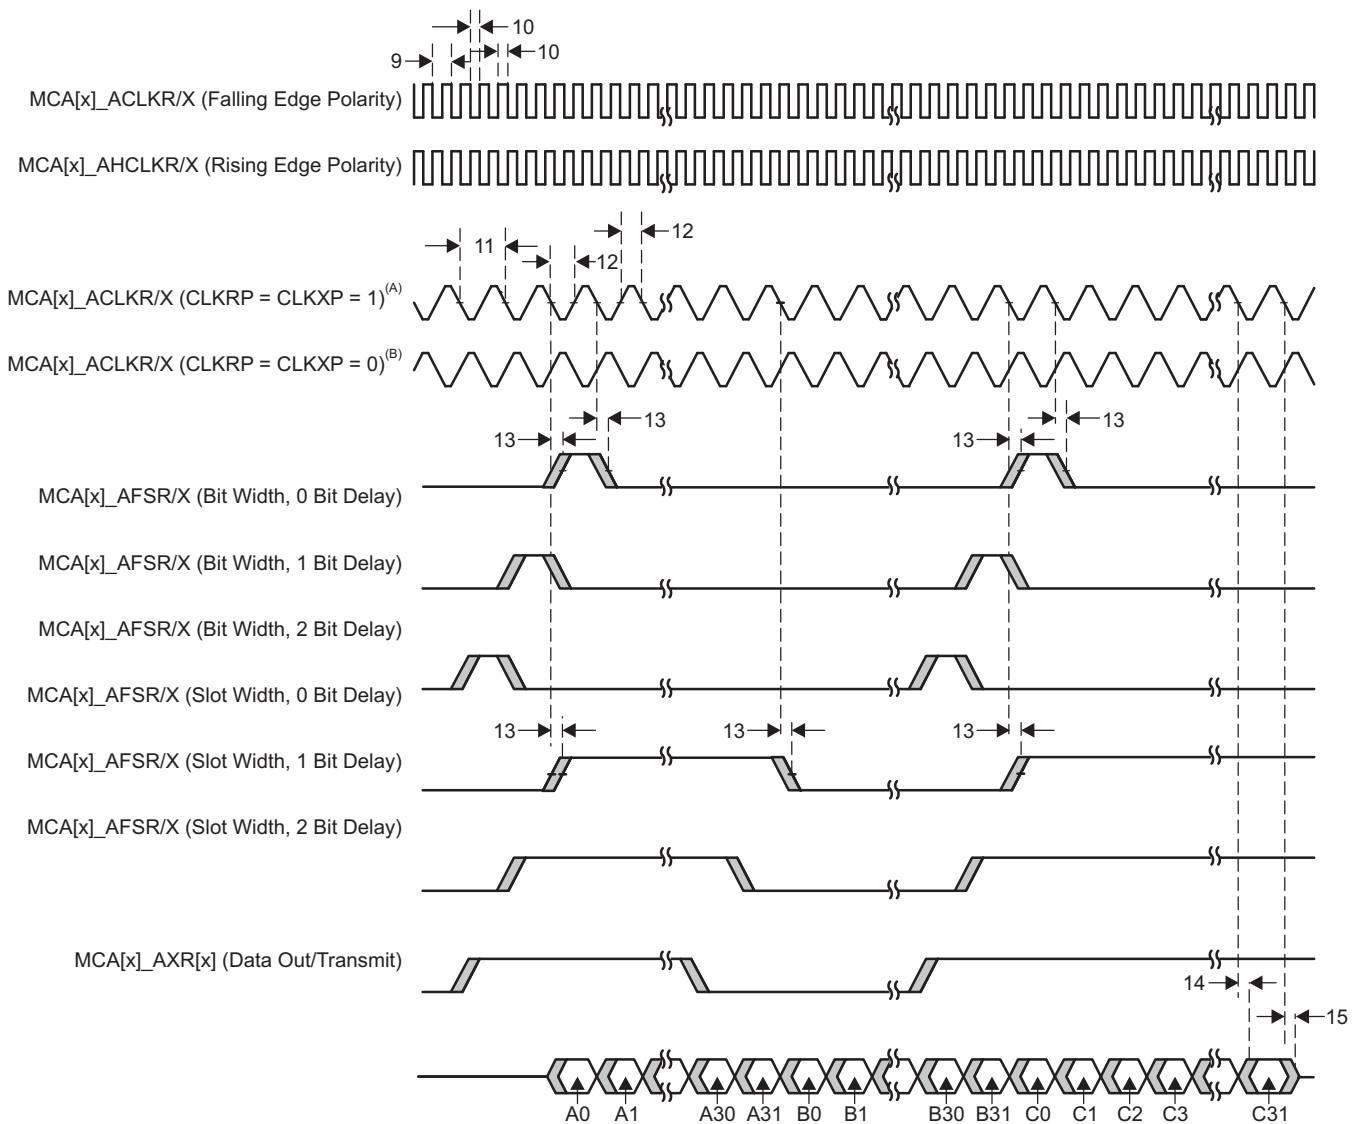 10
9
10
MCA[x]_ACLKR/X (Falling Edge Polarity)
MCA[x]_AHCLKR/X (Rising Edge Polarity)
12
11
12
MCA[x]_ACLKR/X (CLKRP = CLKXP = 1)(A)
MCA[x]_ACLKR/X (CLKRP = CLKXP = 0)(B)
13
13
13
13
MCA[x]_AFSR/X (Bit Width, 0 Bit Delay)
MCA[x]_AFSR/X (Bit Width, 1 Bit Delay)
MCA[x]_AFSR/X (Bit Width, 2 Bit Delay)
MCA[x]_AFSR/X (Slot Width, 0 Bit Delay)
13
13
13
MCA[x]_AFSR/X (Slot Width, 1 Bit Delay)
MCA[x]_AFSR/X (Slot Width, 2 Bit Delay)
MCA[x]_AXR[x] (Data Out/Transmit)
14
15
A0 A1 A30 A31 B0 B1 B30 B31 C0 C1 C2 C3 C31